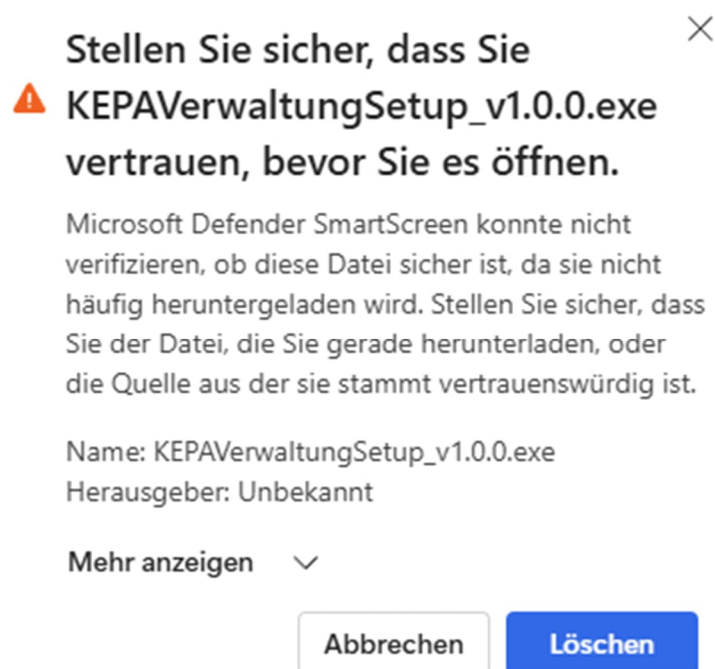 Stellen Sie sicher, dass Sie
KEPAVerwaltungSetup_v1.0.0.exe
vertrauen, bevor Sie es öffnen.
Microsoft Defender SmartScreen konnte nicht
verifizieren, ob diese Datei sicher ist, da sie nicht
häufig heruntergeladen wird. Stellen Sie sicher, dass
Sie der Datei, die Sie gerade herunterladen, oder
die Quelle aus der sie stammt vertrauenswürdig ist.
Name: KEPAVerwaltungSetup_v1.0.0.exe
Herausgeber: Unbekannt
Mehr anzeigen
Abbrechen Löschen